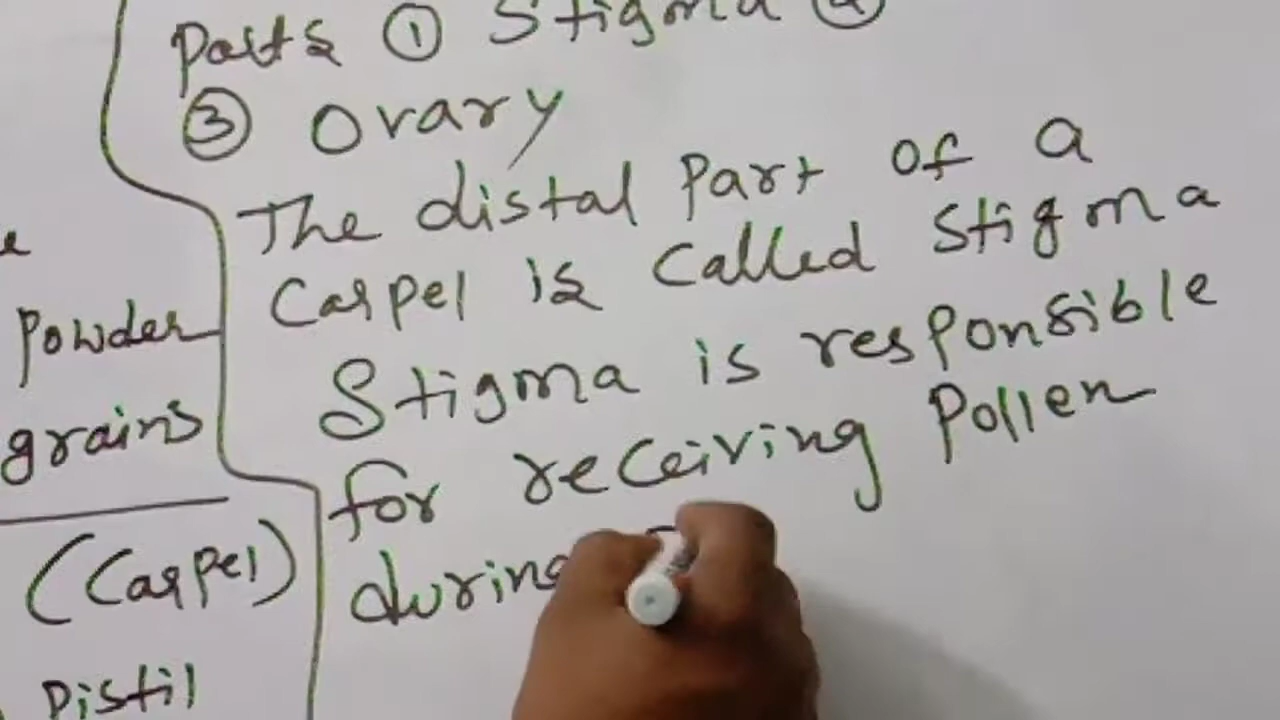 Parts ① Stigma ②
③ Ovary
The distal Part of a
Carpel is Called Stigma
Stigma is responsible
for receiving Pollen
during
Powder
grains
(Carpel)
Pistil